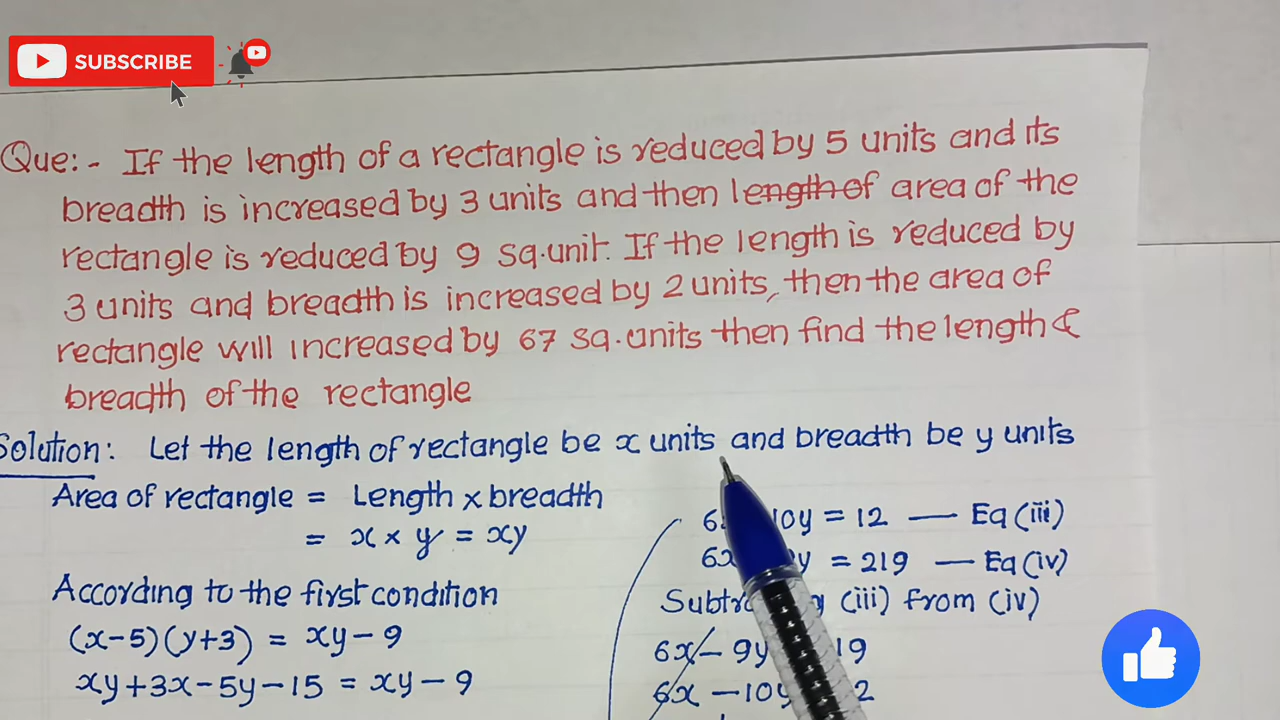 SUBSCRIBE
Que:- If the length of a rectangle is reduced by 5 units and its
breadth is increased by 3 units and then length of area of the
rectangle is reduced by 9 sq.unit. If the length is reduced by
3 units and breadth is increased by 2 units, then the area of
rectangle will increased by 67 sq.units then find the length &
breadth of the rectangle
Solution: Let the length of rectangle be x units and breadth be y units
Area of rectangle = Length x breadth
= x × y = xy
According to the first condition
(x-5)(y+3) = xy - 9
xy+3x-5y-15 = xy-9
10y = 12 — Eq (iii)
6x y = 219 — Eq (iv)
(iii) from (iv)
6x - 9y 19
6x - 10y 2